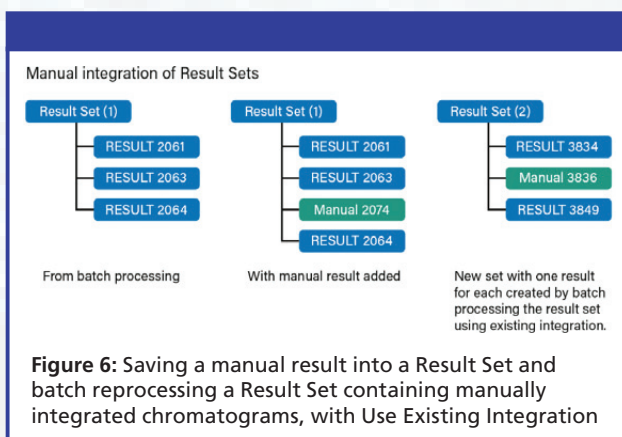 Manual integration of Result Sets
Result Set (1)
RESULT 2061
RESULT 2063
RESULT 2064
From batch processing
Result Set (1)
RESULT 2061
RESULT 2063
Manual 2074
RESULT 2064
With manual result added
Result Set (2)
RESULT 3834
Manual 3836
RESULT 3849
New set with one result
for each created by batch
processing the result set
using existing integration.
Figure 6: Saving a manual result into a Result Set and
batch reprocessing a Result Set containing manually
integrated chromatograms, with Use Existing Integration